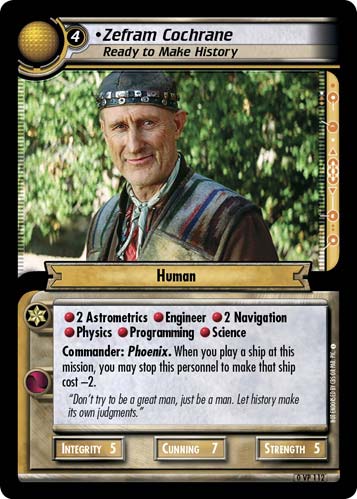 4
•Zefram Cochrane
Ready to Make History
Human
2 Astrometrics Engineer 2 Navigation
Physics Programming Science
Commander: Phoenix. When you play a ship at this
mission, you may stop this personnel to make that ship
cost –2.
“Don’t try to be a great man, just be a man. Let history make
its own judgments.”
INTEGRITY 5 CUNNING 7 STRENGTH 5
0 VP 112